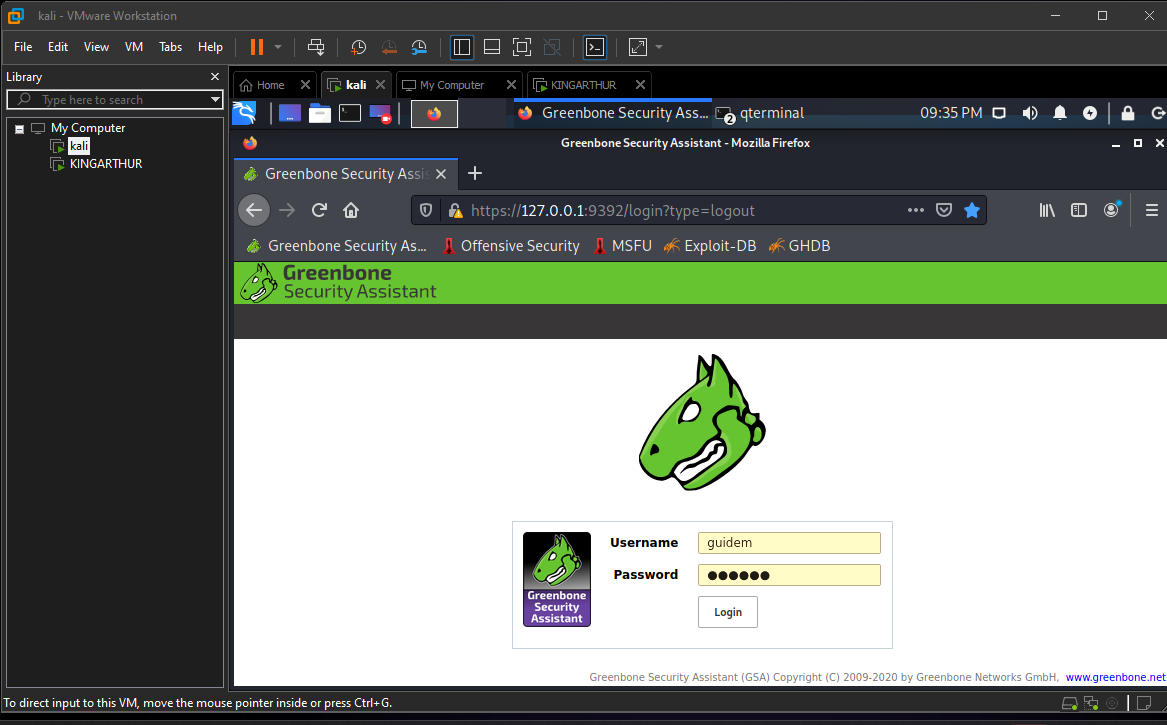 kali - VMware Workstation
File Edit View VM Tabs Help
Library
Type here to search
My Computer
kali
KINGARTHUR
Home kali My Computer KINGARTHUR
Greenbone Security Ass... 2 qterminal 09:35 PM
Greenbone Security Assistant - Mozilla Firefox
Greenbone Security Assis
https://127.0.0.1:9392/login?type=logout
Greenbone Security As... Offensive Security MSFU Exploit-DB GHDB
Greenbone
Security Assistant
Username guidem
Password ●●●●●●
Login
Greenbone
Security
Assistant
Greenbone Security Assistant (GSA) Copyright (C) 2009-2020 by Greenbone Networks GmbH, www.greenbone.net
To direct input to this VM, move the mouse pointer inside or press Ctrl+G.